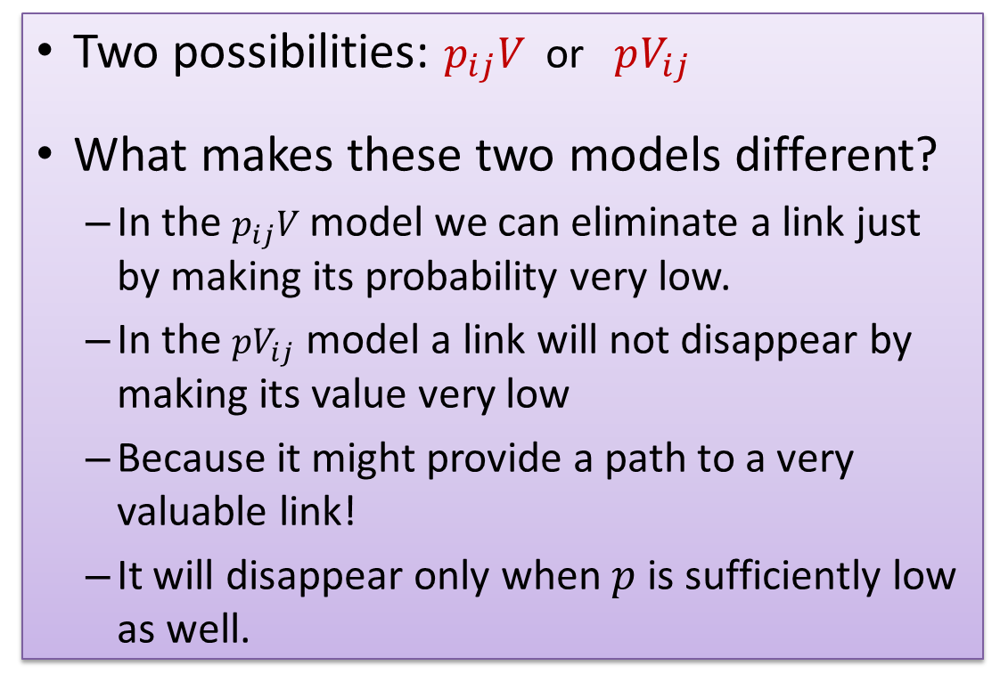 • Two possibilities: $p_{ij}V$ or $pV_{ij}$
• What makes these two models different?
– In the $p_{ij}V$ model we can eliminate a link just
by making its probability very low.
– In the $pV_{ij}$ model a link will not disappear by
making its value very low
– Because it might provide a path to a very
valuable link!
– It will disappear only when $p$ is sufficiently low
as well.